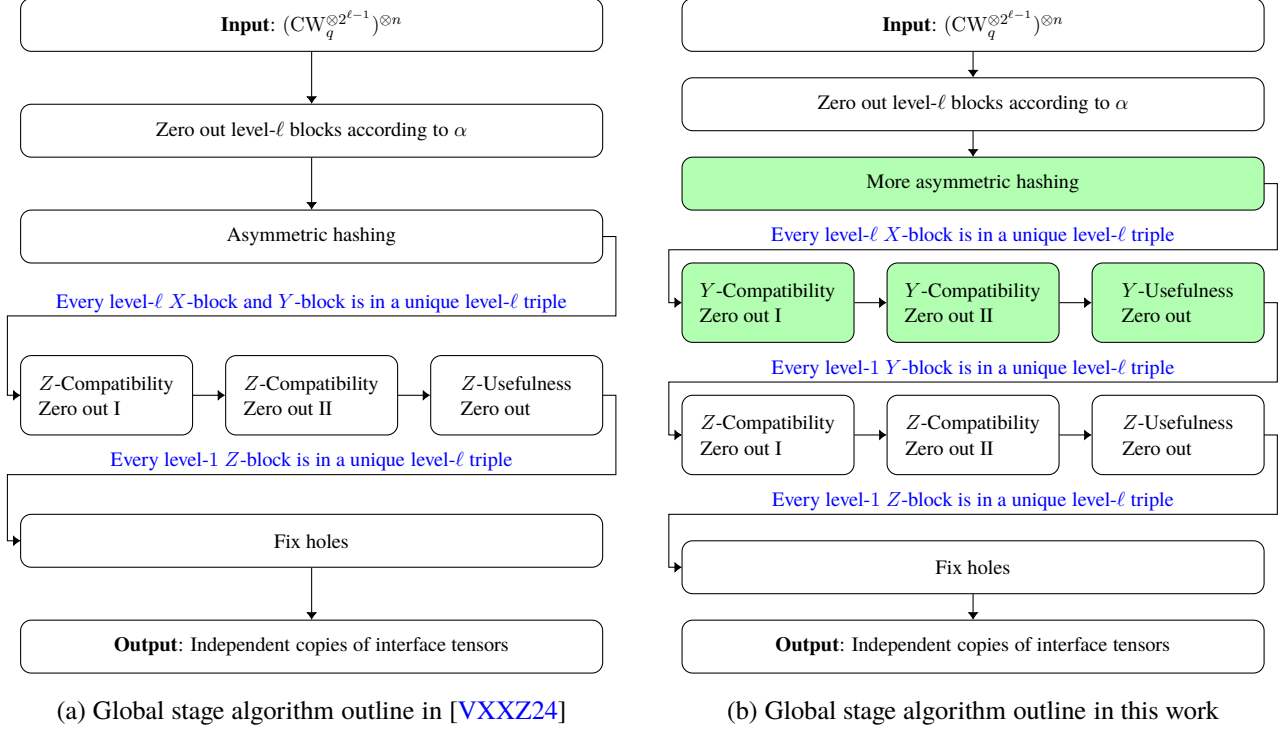 Input: (CW_q^{⊗2^{ℓ−1}})^{⊗n}
Zero out level-ℓ blocks according to α
Asymmetric hashing
Every level-ℓ X-block and Y-block is in a unique level-ℓ triple
Z-Compatibility
Zero out I
Z-Compatibility
Zero out II
Z-Usefulness
Zero out
Every level-1 Z-block is in a unique level-ℓ triple
Fix holes
Output: Independent copies of interface tensors
(a) Global stage algorithm outline in [VXXZ24]
Input: (CW_q^{⊗2^{ℓ−1}})^{⊗n}
Zero out level-ℓ blocks according to α
More asymmetric hashing
Every level-ℓ X-block is in a unique level-ℓ triple
Y-Compatibility
Zero out I
Y-Compatibility
Zero out II
Y-Usefulness
Zero out
Every level-1 Y-block is in a unique level-ℓ triple
Z-Compatibility
Zero out I
Z-Compatibility
Zero out II
Z-Usefulness
Zero out
Every level-1 Z-block is in a unique level-ℓ triple
Fix holes
Output: Independent copies of interface tensors
(b) Global stage algorithm outline in this work